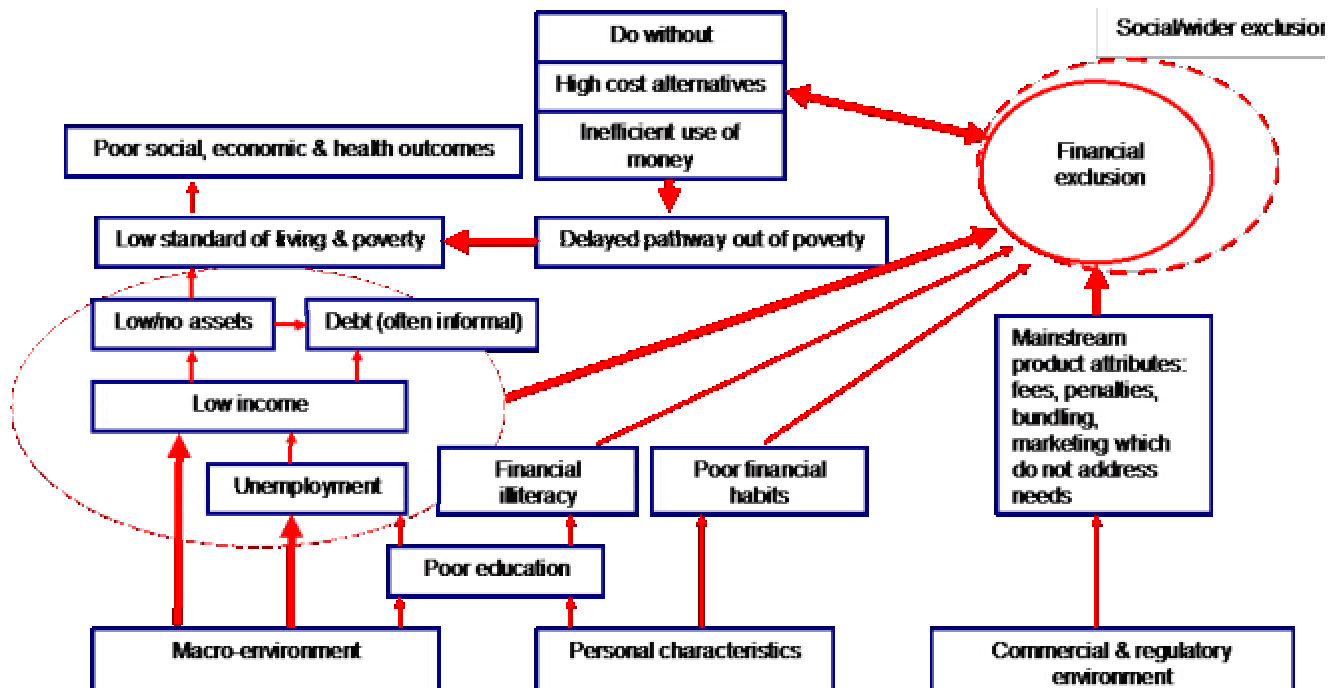 Social/wider exclusion
Do without
High cost alternatives
Inefficient use of
money
Financial
exclusion
Poor social, economic & health outcomes
Low standard of living & poverty
Delayed pathway out of poverty
Low/no assets
Debt (often informal)
Mainstream
product attributes:
fees, penalties,
bundling,
marketing which
do not address
needs
Low income
Unemployment
Financial
illiteracy
Poor financial
habits
Poor education
Macro-environment
Personal characteristics
Commercial & regulatory
environment